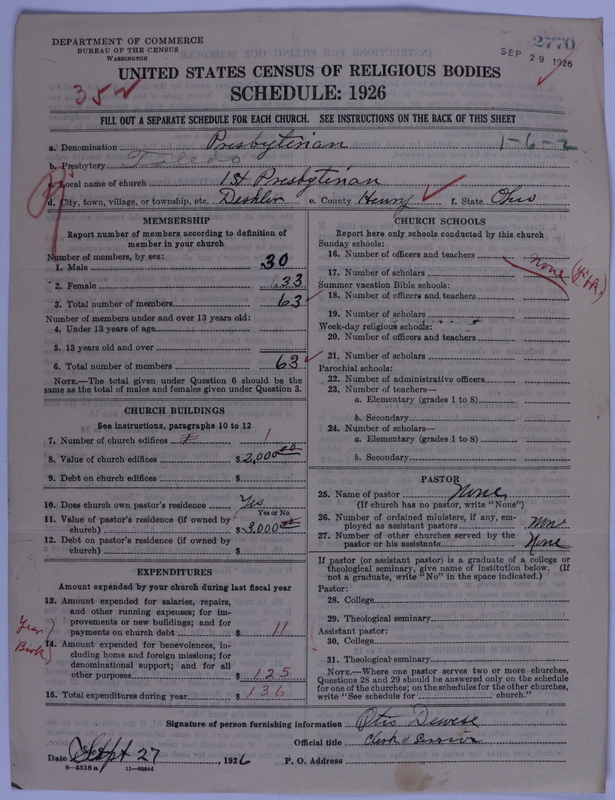 DEPARTMENT OF COMMERCE
BUREAU OF THE CENSUS
WASHINGTON
2770
SEP 29 1926
UNITED STATES CENSUS OF RELIGIOUS BODIES
SCHEDULE: 1926
35
FILL OUT A SEPARATE SCHEDULE FOR EACH CHURCH. SEE INSTRUCTIONS ON THE BACK OF THIS SHEET
a. Denomination Presbyterian 1-6-2
b. Presbytery Toledo
c. Local name of church 1st Presbyterian
d. City, town, village, or township, etc. Deshler e. County Henry f. State Ohio
MEMBERSHIP
Report number of members according to definition of
member in your church
Number of members, by sex:
1. Male 30
2. Female 33
3. Total number of members 63
Number of members under and over 13 years old:
4. Under 13 years of age
5. 13 years old and over
6. Total number of members 63
NOTE.—The total given under Question 6 should be the
same as the total of males and females given under Question 3.
CHURCH BUILDINGS
See instructions, paragraphs 10 to 12
7. Number of church edifices 1
8. Value of church edifices $ 2,000 00
9. Debt on church edifices $
10. Does church own pastor's residence Yes
Yes or No
11. Value of pastor's residence (if owned by
church) $ 3,000 00
12. Debt on pastor's residence (if owned by
church) $
EXPENDITURES
Amount expended by your church during last fiscal year
13. Amount expended for salaries, repairs,
and other running expenses; for im-
provements or new buildings; and for
payments on church debt $ 11
Year
Book
14. Amount expended for benevolences, in-
cluding home and foreign missions; for
denominational support; and for all
other purposes $ 125
15. Total expenditures during year $ 136
CHURCH SCHOOLS
Report here only schools conducted by this church
Sunday schools:
16. Number of officers and teachers None
17. Number of scholars
Summer vacation Bible schools:
18. Number of officers and teachers
19. Number of scholars
Week-day religious schools:
20. Number of officers and teachers
21. Number of scholars
Parochial schools:
22. Number of administrative officers
23. Number of teachers—
a. Elementary (grades 1 to 8)
b. Secondary
24. Number of scholars—
a. Elementary (grades 1 to 8)
b. Secondary
PASTOR
25. Name of pastor None
(If church has no pastor, write "None")
26. Number of ordained ministers, if any, em-
ployed as assistant pastors None
27. Number of other churches served by the
pastor or his assistants None
If pastor (or assistant pastor) is a graduate of a college or
theological seminary, give name of institution below. (If
not a graduate, write "No" in the space indicated.)
Pastor:
28. College
29. Theological seminary
Assistant pastor:
30. College
31. Theological seminary
NOTE.—Where one pastor serves two or more churches,
Questions 28 and 29 should be answered only on the schedule
for one of the churches; on the schedules for the other churches,
write "See schedule for church."
Signature of person furnishing information Otis Dewese
Official title Clerk of Session
Date Sept 27, 1926 P. O. Address
8-5518 a